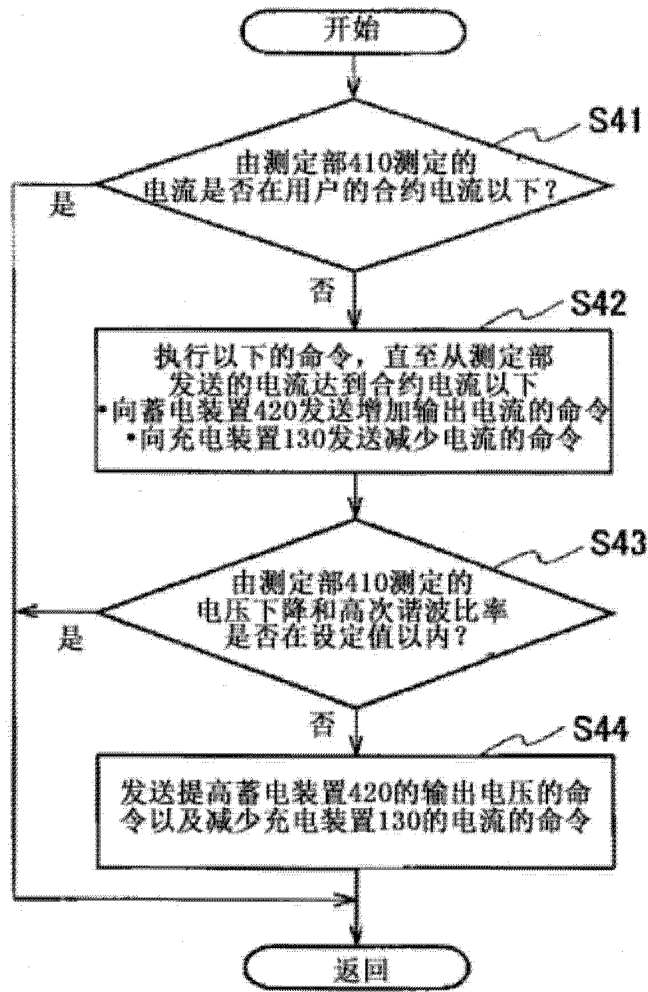 开始
S41
由测定部410测定的
电流是否在用户的合约电流以下？
是
否
S42
执行以下的命令，直至从测定部
发送的电流达到合约电流以下
•向蓄电装置420发送增加输出电流的命令
•向充电装置130发送减少电流的命令
S43
由测定部410测定的
电压下降和高次谐波比率
是否在设定值以内？
是
否
S44
发送提高蓄电装置420的输出电压的命
令以及减少充电装置130的电流的命令
返回